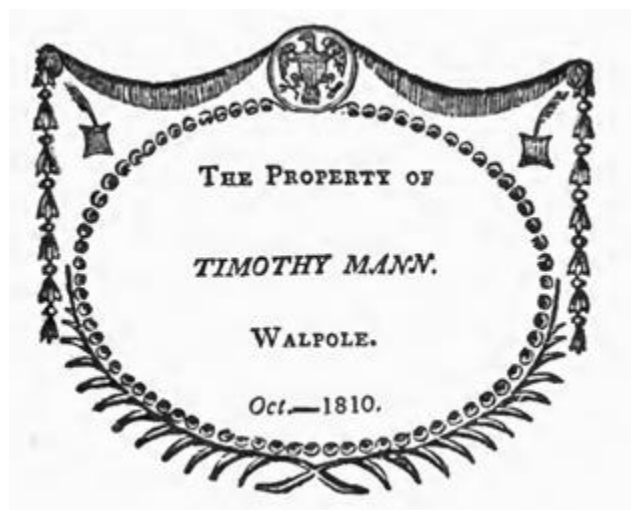 THE PROPERTY OF
TIMOTHY MANN.
WALPOLE.
Oct.—1810.